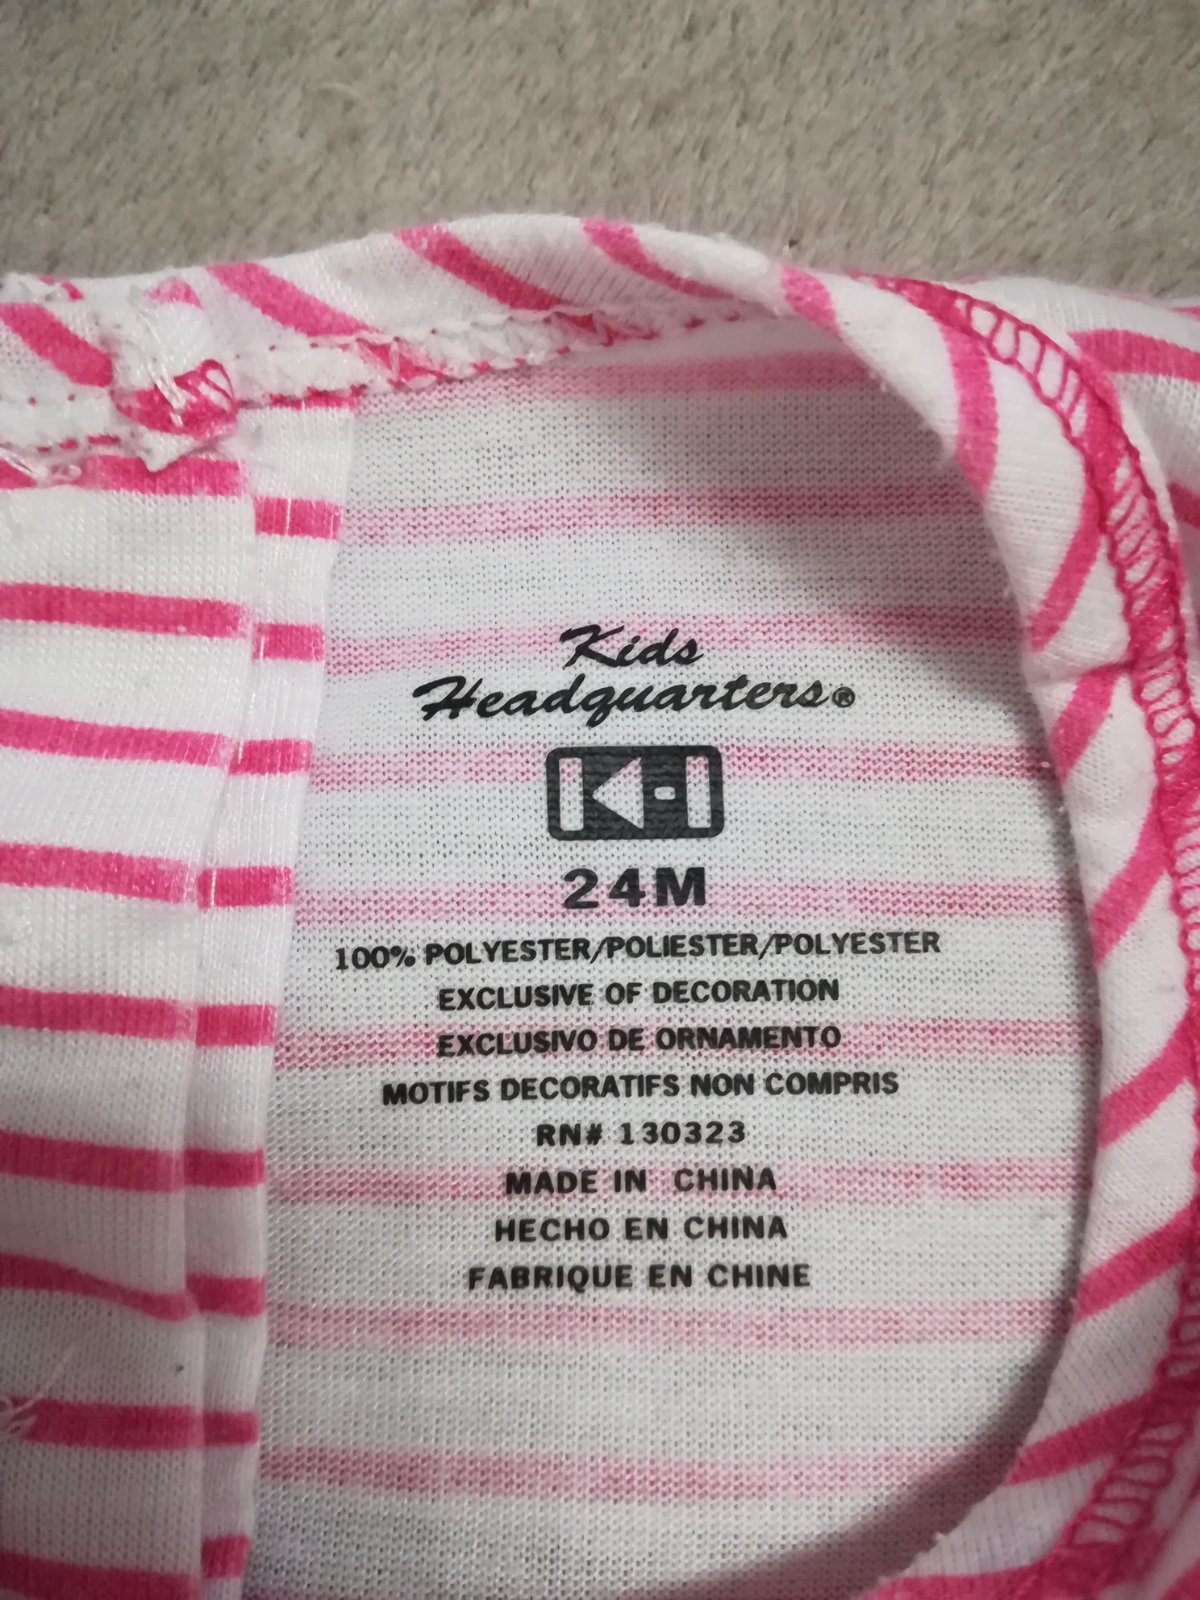 Kids
Headquarters®
K-I
24M
100% POLYESTER/POLIESTER/POLYESTER
EXCLUSIVE OF DECORATION
EXCLUSIVO DE ORNAMENTO
MOTIFS DECORATIFS NON COMPRIS
RN# 130323
MADE IN CHINA
HECHO EN CHINA
FABRIQUE EN CHINE